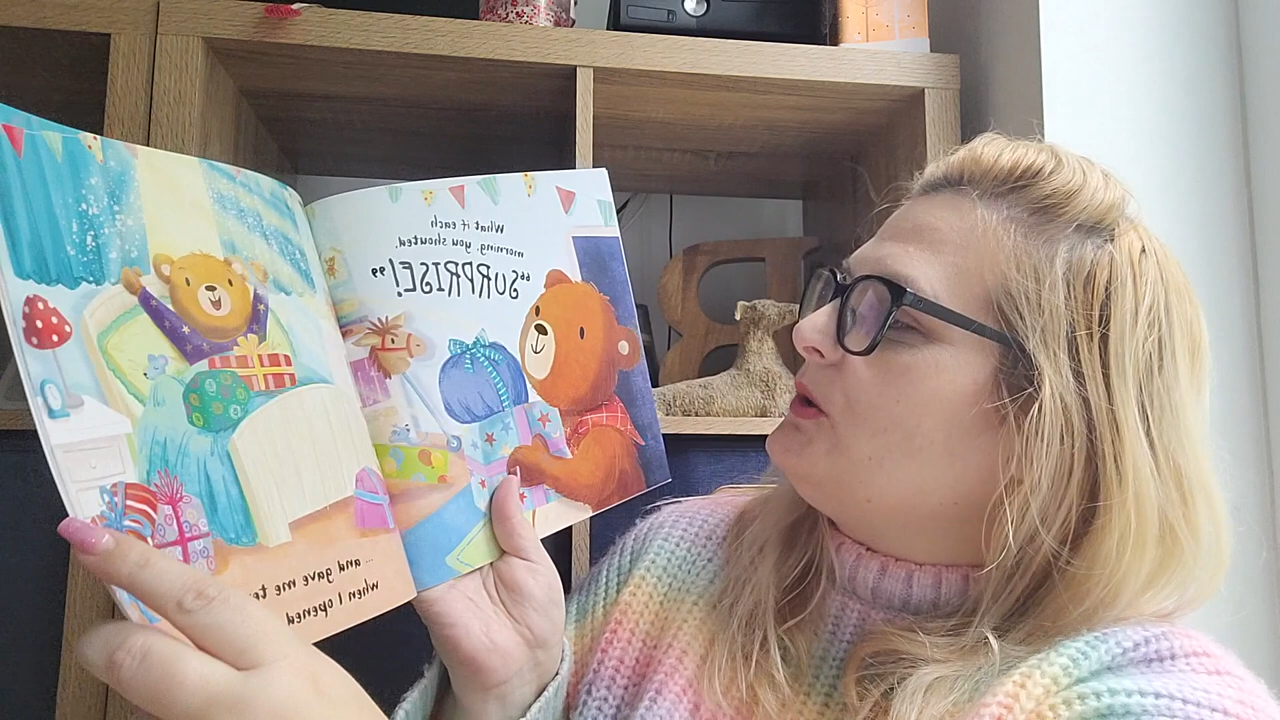 What if each
morning, you shouted,
“SURPRISE!”
... and gave me
when I opened
B